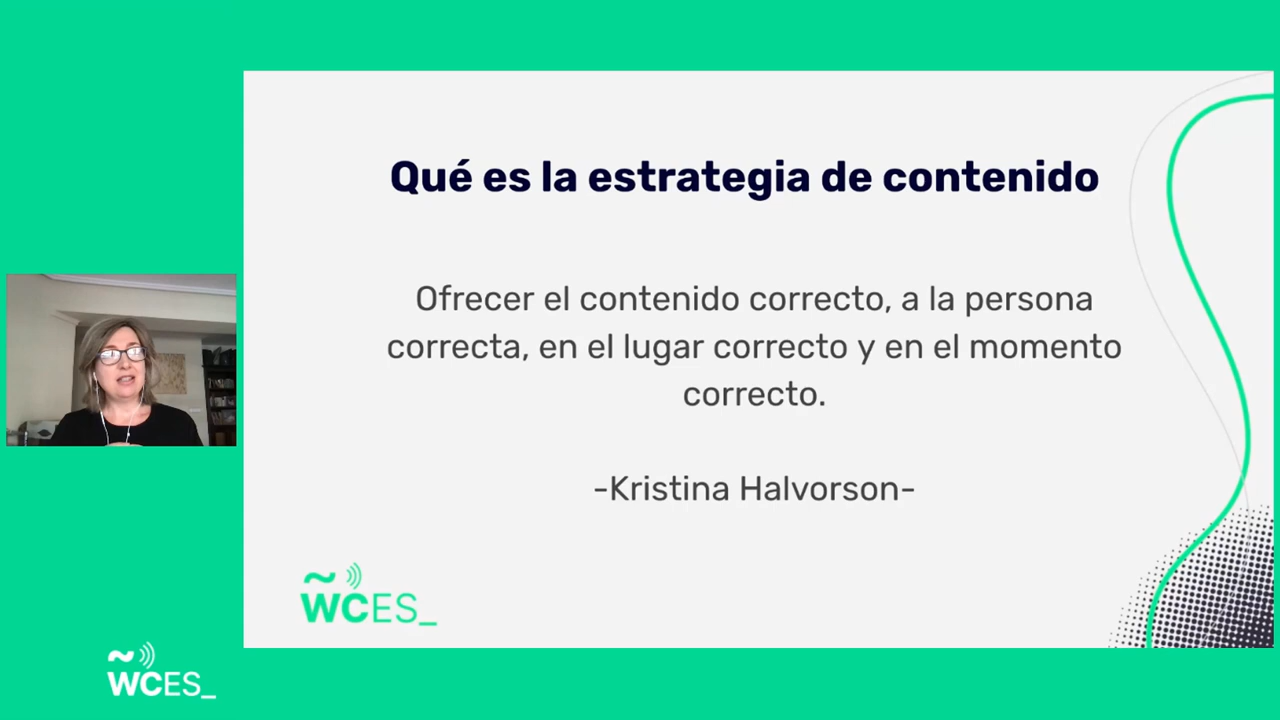 Qué es la estrategia de contenido
Ofrecer el contenido correcto, a la persona
correcta, en el lugar correcto y en el momento
correcto.
-Kristina Halvorson-
WCES_
WCES_